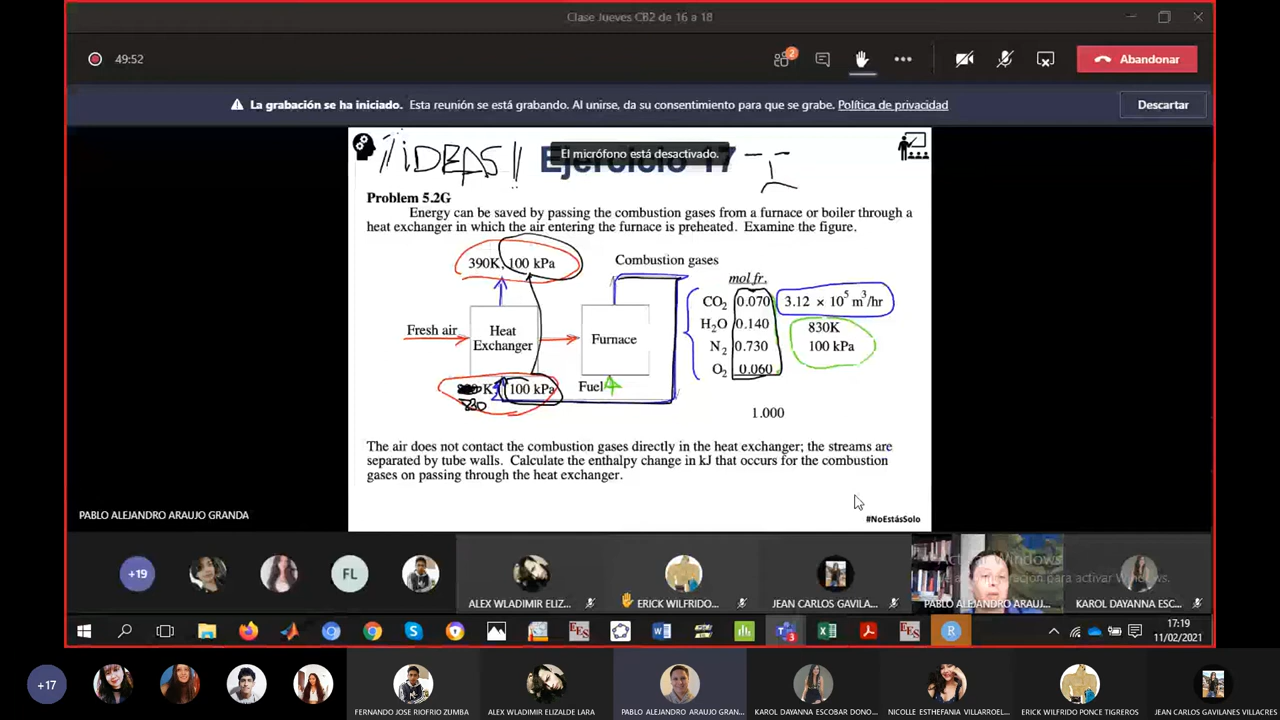 Clase Jueves CB2 de 16 a 18
49:52
2
Abandonar
La grabación se ha iniciado. Esta reunión se está grabando. Al unirse, da su consentimiento para que se grabe. Política de privacidad
Descartar
¡¡IDEAS!!
Ejercicio 17 - I
El micrófono está desactivado.
Problem 5.2G
Energy can be saved by passing the combustion gases from a furnace or boiler through a
heat exchanger in which the air entering the furnace is preheated. Examine the figure.
390K, 100 kPa
Combustion gases
mol fr.
CO2 0.070 3.12 × 10^5 m^3/hr
H2O 0.140 830K
N2 0.730 100 kPa
O2 0.060
1.000
Fresh air
Heat
Exchanger
Furnace
Fuel
K, 100 kPa
830
The air does not contact the combustion gases directly in the heat exchanger; the streams are
separated by tube walls. Calculate the enthalpy change in kJ that occurs for the combustion
gases on passing through the heat exchanger.
#NoEstásSolo
PABLO ALEJANDRO ARAUJO GRANDA
+19
FL
ALEX WLADIMIR ELIZ...
ERICK WILFRIDO...
JEAN CARLOS GAVILA...
PABLO ALEJANDRO ARAUJ...
KAROL DAYANNA ESC...
17:19
11/02/2021
+17
FERNANDO JOSE RIOFRIO ZUMBA
ALEX WLADIMIR ELIZALDE LARA
PABLO ALEJANDRO ARAUJO GRAN...
KAROL DAYANNA ESCOBAR DONO...
NICOLLE ESTHEFANIA VILLARROEL...
ERICK WILFRIDO PONCE TIGREROS
JEAN CARLOS GAVILANES VILLACRES